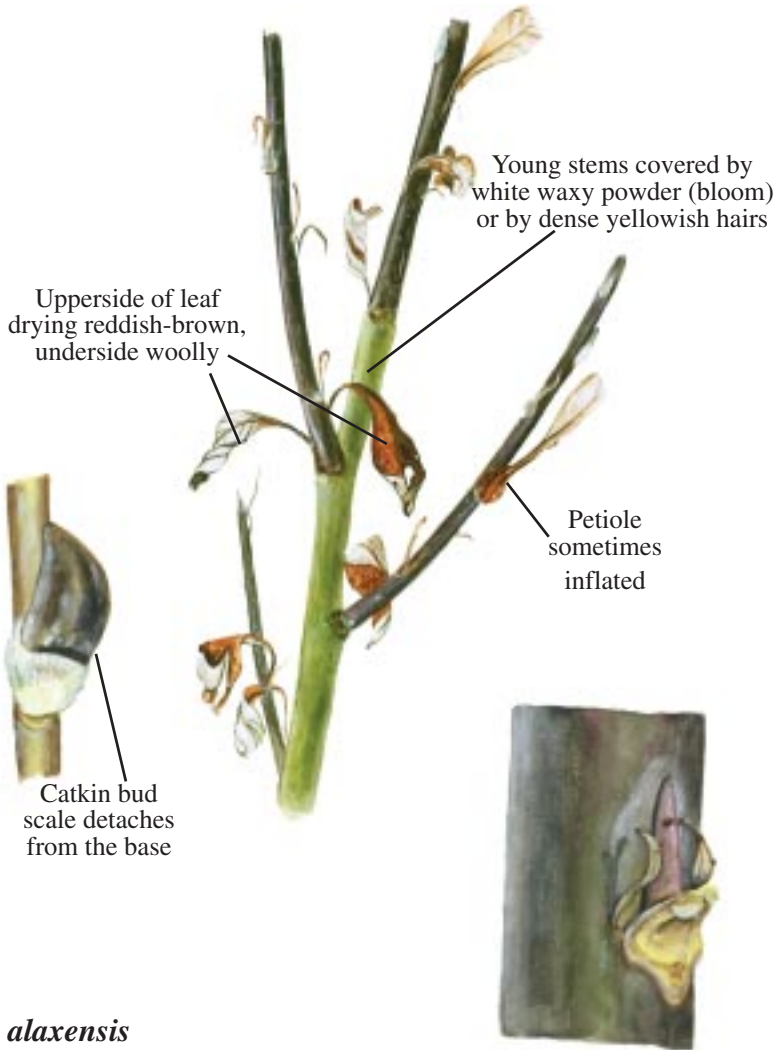 Young stems covered by
white waxy powder (bloom)
or by dense yellowish hairs
Upperside of leaf
drying reddish-brown,
underside woolly
Petiole
sometimes
inflated
Catkin bud
scale detaches
from the base
alaxensis